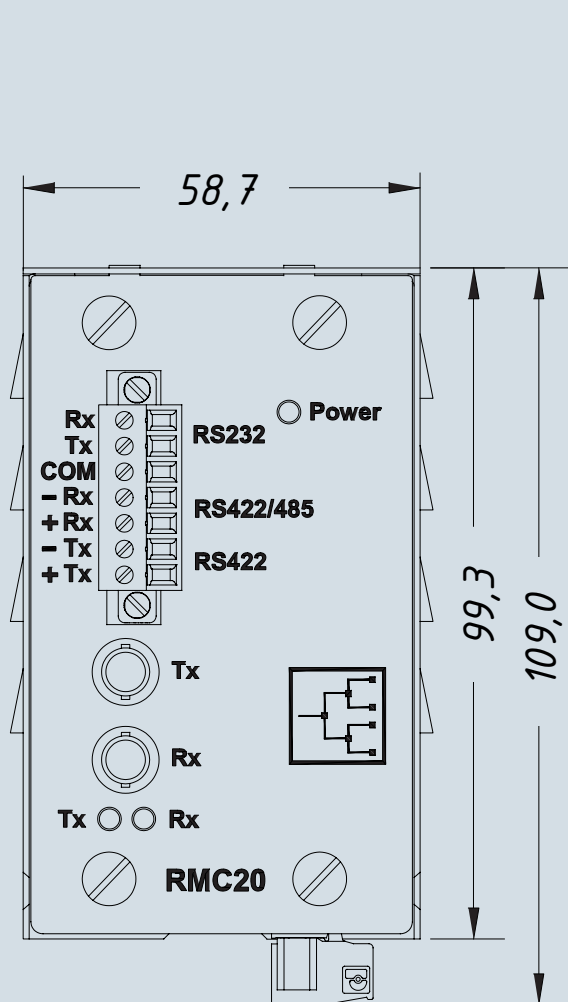 58,7
Power
Rx
Tx
RS232
COM
– Rx
RS422/485
+ Rx
– Tx
RS422
+ Tx
99,3
109,0
Tx
Rx
Tx Rx
RMC20